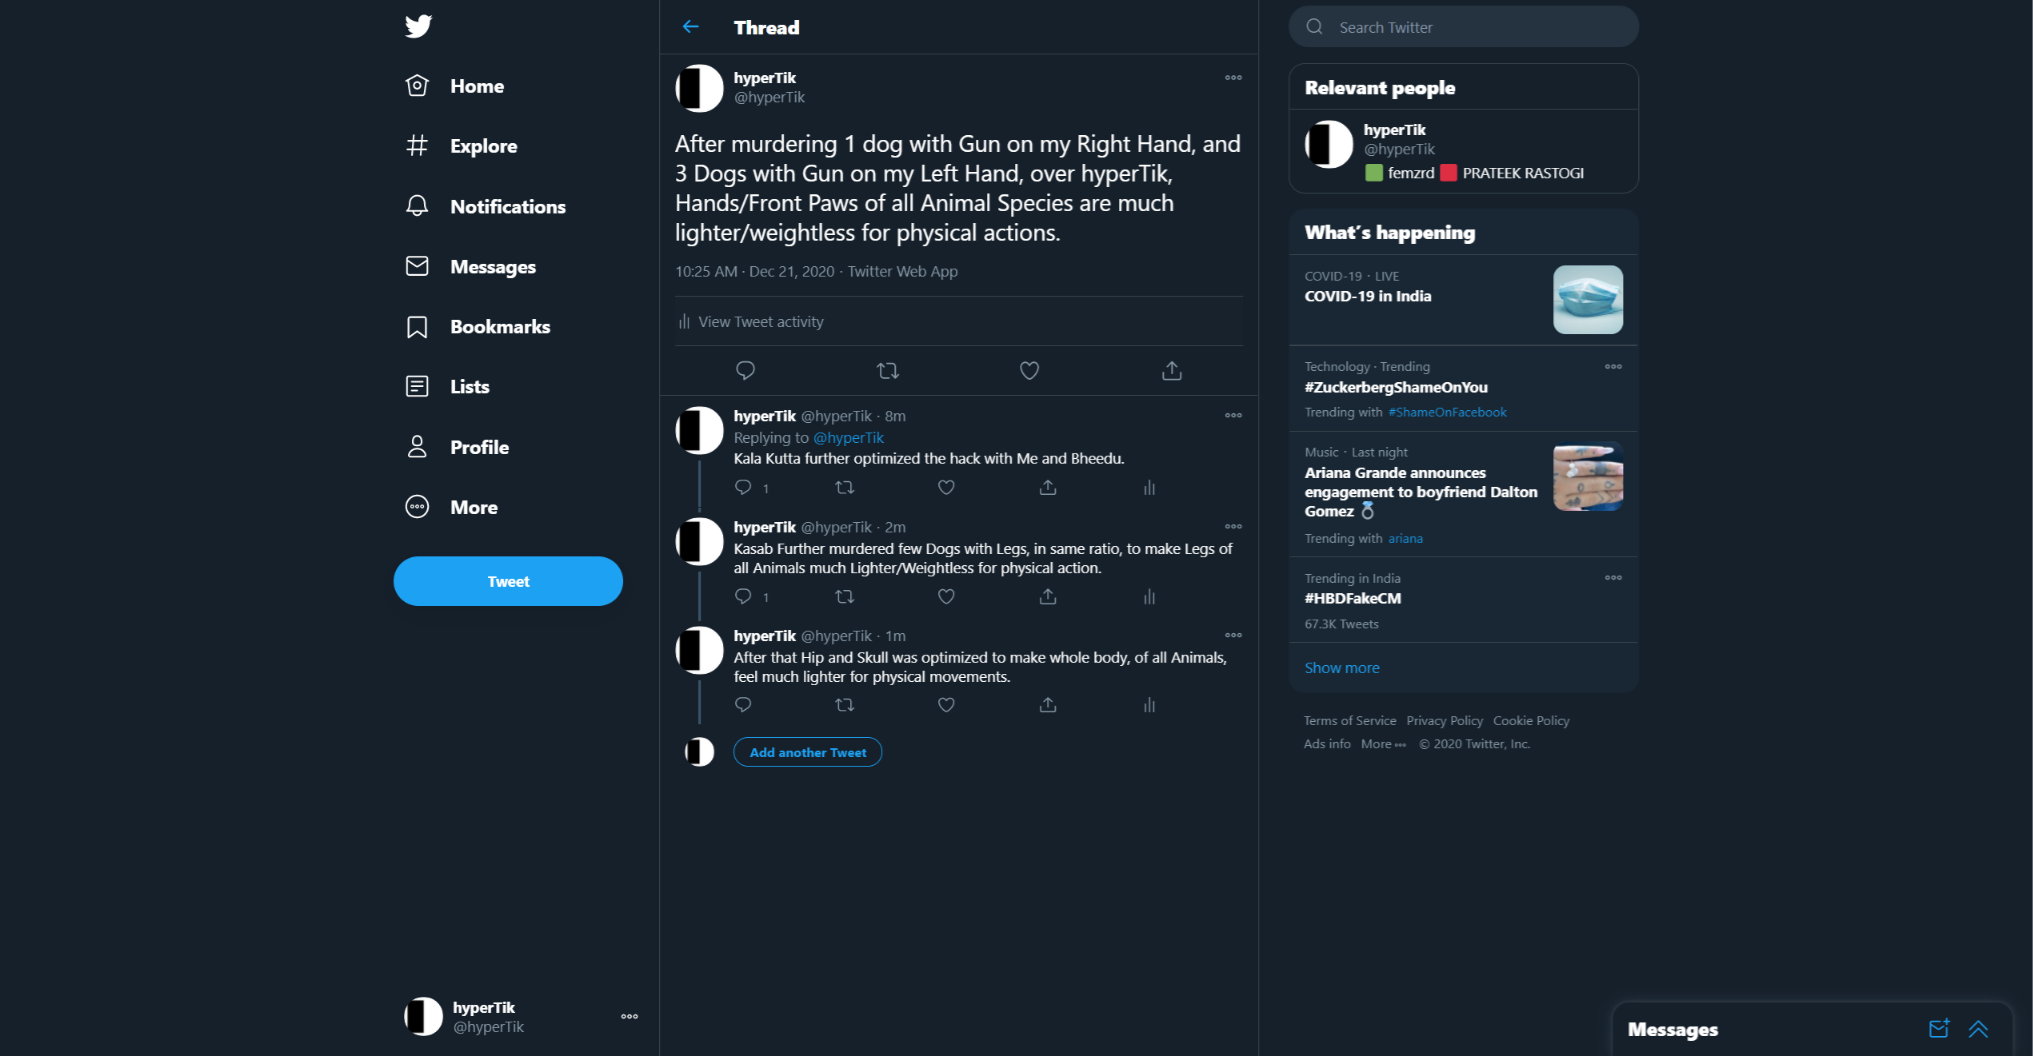 Home
Explore
Notifications
Messages
Bookmarks
Lists
Profile
More
Tweet
hyperTik
@hyperTik
Thread
hyperTik
@hyperTik
After murdering 1 dog with Gun on my Right Hand, and
3 Dogs with Gun on my Left Hand, over hyperTik,
Hands/Front Paws of all Animal Species are much
lighter/weightless for physical actions.
10:25 AM · Dec 21, 2020 · Twitter Web App
View Tweet activity
hyperTik @hyperTik · 8m
Replying to @hyperTik
Kala Kutta further optimized the hack with Me and Bheedu.
1
hyperTik @hyperTik · 2m
Kasab Further murdered few Dogs with Legs, in same ratio, to make Legs of
all Animals much Lighter/Weightless for physical action.
1
hyperTik @hyperTik · 1m
After that Hip and Skull was optimized to make whole body, of all Animals,
feel much lighter for physical movements.
Add another Tweet
Search Twitter
Relevant people
hyperTik
@hyperTik
femzrd PRATEEK RASTOGI
What's happening
COVID-19 · LIVE
COVID-19 in India
Technology · Trending
#ZuckerbergShameOnYou
Trending with #ShameOnFacebook
Music · Last night
Ariana Grande announces
engagement to boyfriend Dalton
Gomez 💍
Trending with ariana
Trending in India
#HBDFakeCM
67.3K Tweets
Show more
Terms of Service Privacy Policy Cookie Policy
Ads info More © 2020 Twitter, Inc.
Messages